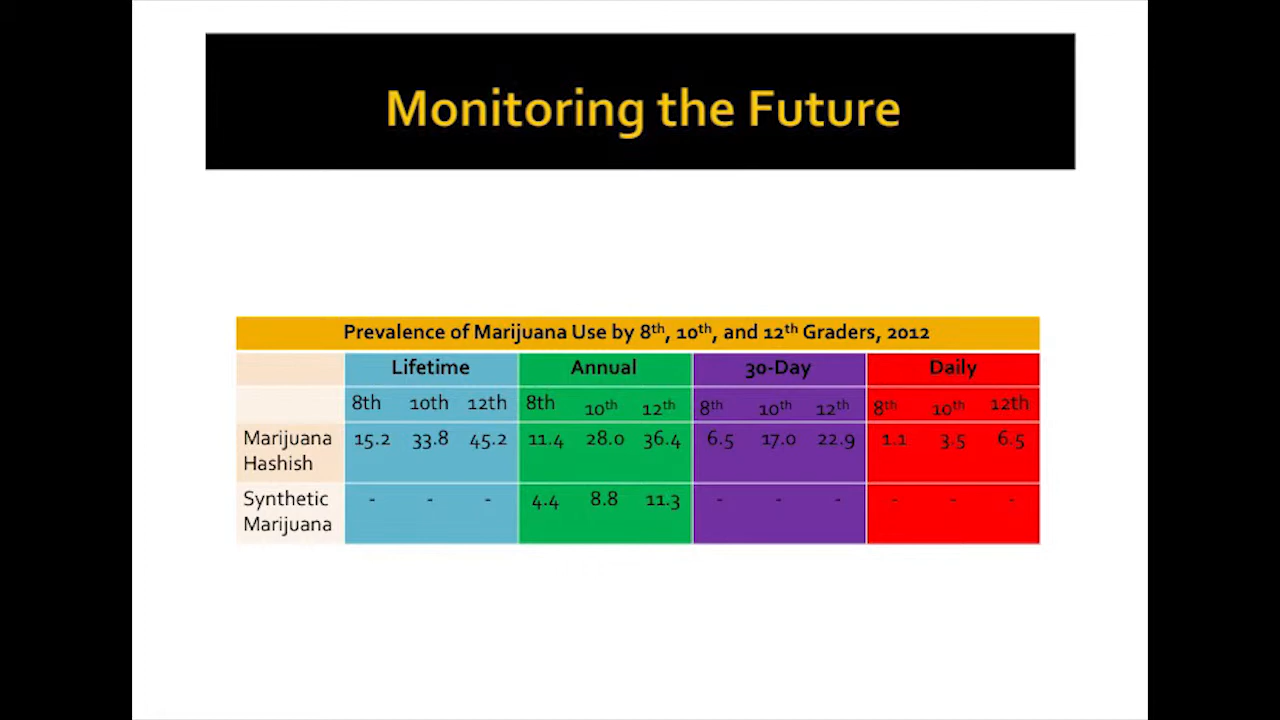 Monitoring the Future
Prevalence of Marijuana Use by 8th, 10th, and 12th Graders, 2012
Lifetime Annual 30-Day Daily
8th 10th 12th 8th 10th 12th 8th 10th 12th 8th 10th 12th
Marijuana Hashish 15.2 33.8 45.2 11.4 28.0 36.4 6.5 17.0 22.9 1.1 3.5 6.5
Synthetic Marijuana - - - 4.4 8.8 11.3 - - - - - -